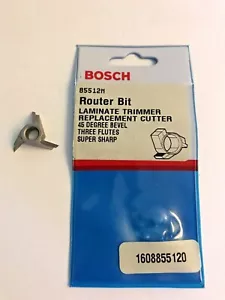 BOSCH
85512M
Router Bit
LAMINATE TRIMMER
REPLACEMENT CUTTER
45 DEGREE BEVEL
THREE FLUTES
SUPER SHARP
1608855120